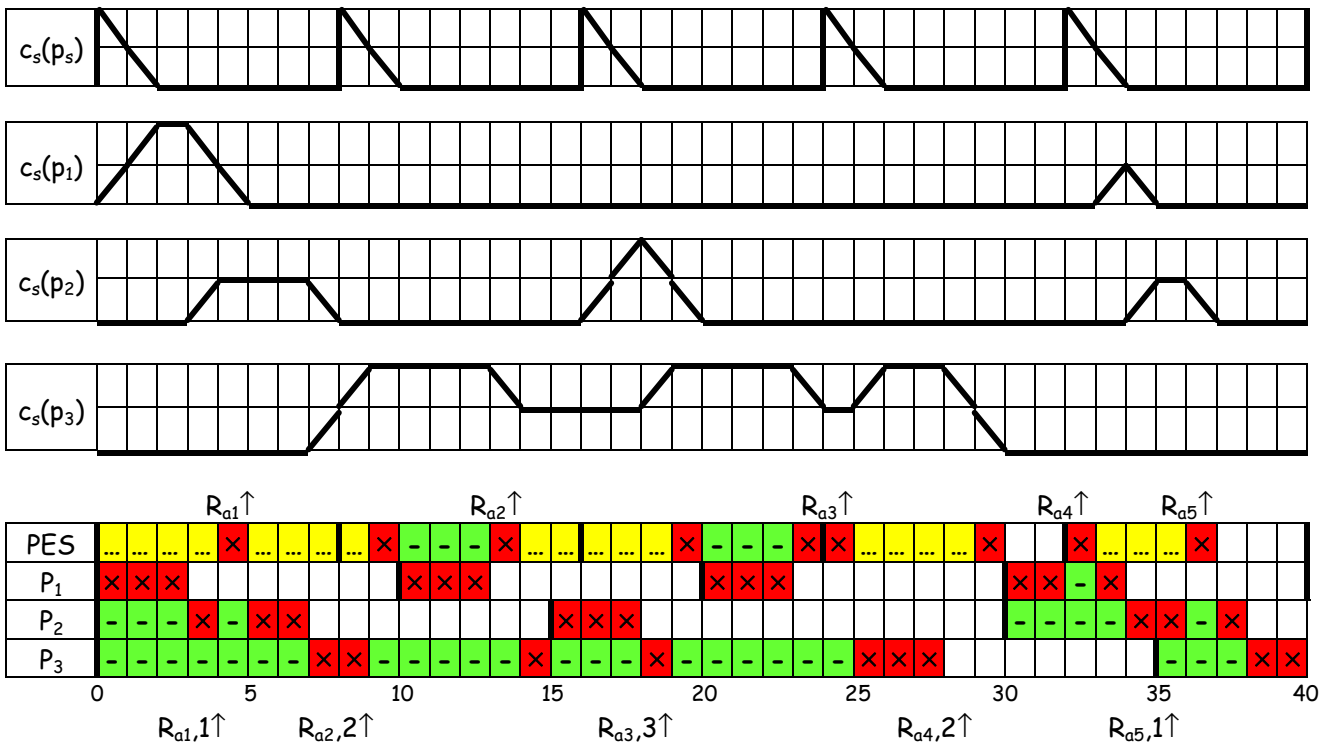 cₛ(pₛ)
cₛ(p₁)
cₛ(p₂)
cₛ(p₃)
Rₐ₁↑ Rₐ₂↑ Rₐ₃↑ Rₐ₄↑ Rₐ₅↑
PES ... ... ... ... × ... ... ... ... × - - - × ... ... ... ... ... × - - - × × ... ... ... ... × × ... ... ... ×
P₁ × × × × × × × × × × × - ×
P₂ - - - × - × × × × × - - - - × × - ×
P₃ - - - - - - - × × - - - - - × - - - × - - - - - - × × × - - - × ×
0 5 10 15 20 25 30 35 40
Rₐ₁,1↑ Rₐ₂,2↑ Rₐ₃,3↑ Rₐ₄,2↑ Rₐ₅,1↑